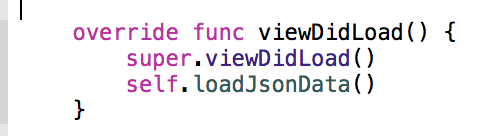 override func viewDidLoad() {
super.viewDidLoad()
self.loadJsonData()
}